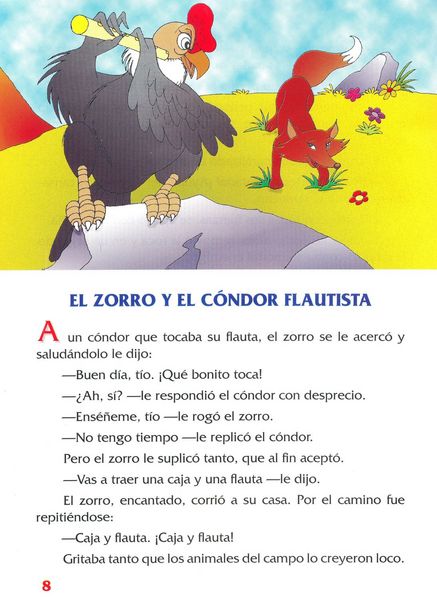 EL ZORRO Y EL CÓNDOR FLAUTISTA
A un cóndor que tocaba su flauta, el zorro se le acercó y
saludándolo le dijo:
—Buen día, tío. ¡Qué bonito toca!
—¿Ah, sí? —le respondió el cóndor con desprecio.
—Enséñeme, tío —le rogó el zorro.
—No tengo tiempo —le replicó el cóndor.
Pero el zorro le suplicó tanto, que al fin aceptó.
—Vas a traer una caja y una flauta —le dijo.
El zorro, encantado, corrió a su casa. Por el camino fue
repitiéndose:
—Caja y flauta. ¡Caja y flauta!
Gritaba tanto que los animales del campo lo creyeron loco.
8